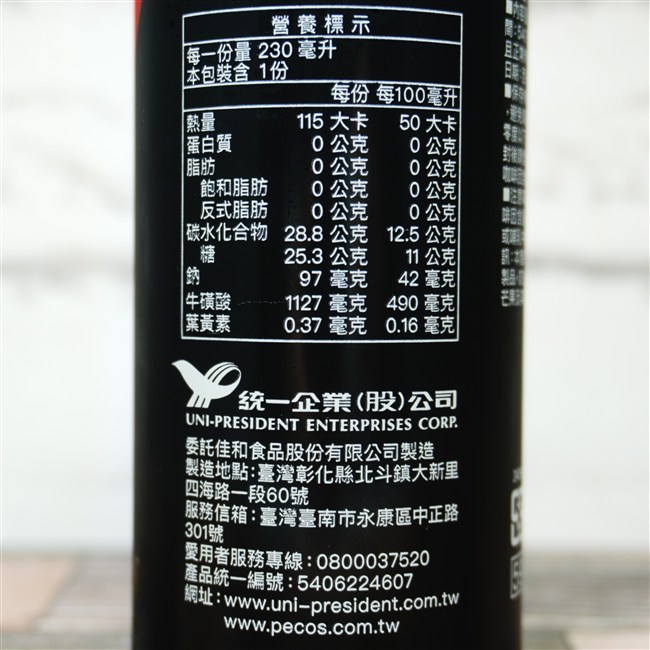 營養標示
每一份量 230 毫升
本包裝含 1份
每份 每100毫升
熱量 115 大卡 50 大卡
蛋白質 0 公克 0 公克
脂肪 0 公克 0 公克
飽和脂肪 0 公克 0 公克
反式脂肪 0 公克 0 公克
碳水化合物 28.8 公克 12.5 公克
糖 25.3 公克 11 公克
鈉 97 毫克 42 毫克
牛磺酸 1127 毫克 490 毫克
葉黃素 0.37 毫克 0.16 毫克
統一企業(股)公司
UNI-PRESIDENT ENTERPRISES CORP.
委託佳和食品股份有限公司製造
製造地點:臺灣彰化縣北斗鎮大新里
四海路一段60號
服務信箱:臺灣臺南市永康區中正路
301號
愛用者服務專線:0800037520
產品統一編號:5406224607
網址:www.uni-president.com.tw
www.pecos.com.tw